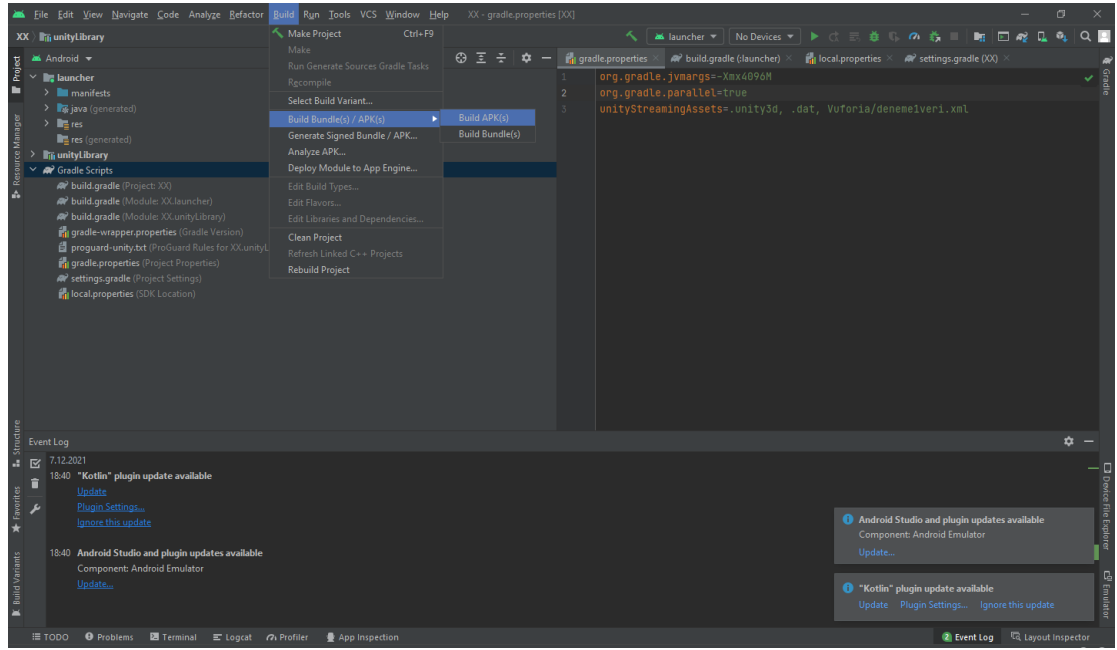 File Edit View Navigate Code Analyze Refactor Build Run Tools VCS Window Help XX - gradle.properties [XX]
XX unityLibrary
launcher No Devices
Android
gradle.properties build.gradle (:launcher) local.properties settings.gradle (XX)
Project
Resource Manager
Structure
Favorites
Build Variants
launcher
manifests
java (generated)
res
res (generated)
unityLibrary
Gradle Scripts
build.gradle (Project: XX)
build.gradle (Module: XX.launcher)
build.gradle (Module: XX.unityLibrary)
gradle-wrapper.properties (Gradle Version)
proguard-unity.txt (ProGuard Rules for XX.unityL
gradle.properties (Project Properties)
settings.gradle (Project Settings)
local.properties (SDK Location)
Make Project Ctrl+F9
Make
Run Generate Sources Gradle Tasks
Recompile
Select Build Variant...
Build Bundle(s) / APK(s)
Generate Signed Bundle / APK...
Analyze APK...
Deploy Module to App Engine...
Edit Build Types...
Edit Flavors...
Edit Libraries and Dependencies...
Clean Project
Refresh Linked C++ Projects
Rebuild Project
Build APK(s)
Build Bundle(s)
1 org.gradle.jvmargs=-Xmx4096M
2 org.gradle.parallel=true
3 unityStreamingAssets=.unity3d, .dat, Vuforia/deneme1veri.xml
Gradle
Device File Explorer
Emulator
Event Log
7.12.2021
18:40 "Kotlin" plugin update available
Update
Plugin Settings...
Ignore this update
18:40 Android Studio and plugin updates available
Component: Android Emulator
Update...
Android Studio and plugin updates available
Component: Android Emulator
Update...
"Kotlin" plugin update available
Update Plugin Settings... Ignore this update
TODO Problems Terminal Logcat Profiler App Inspection
2 Event Log Layout Inspector